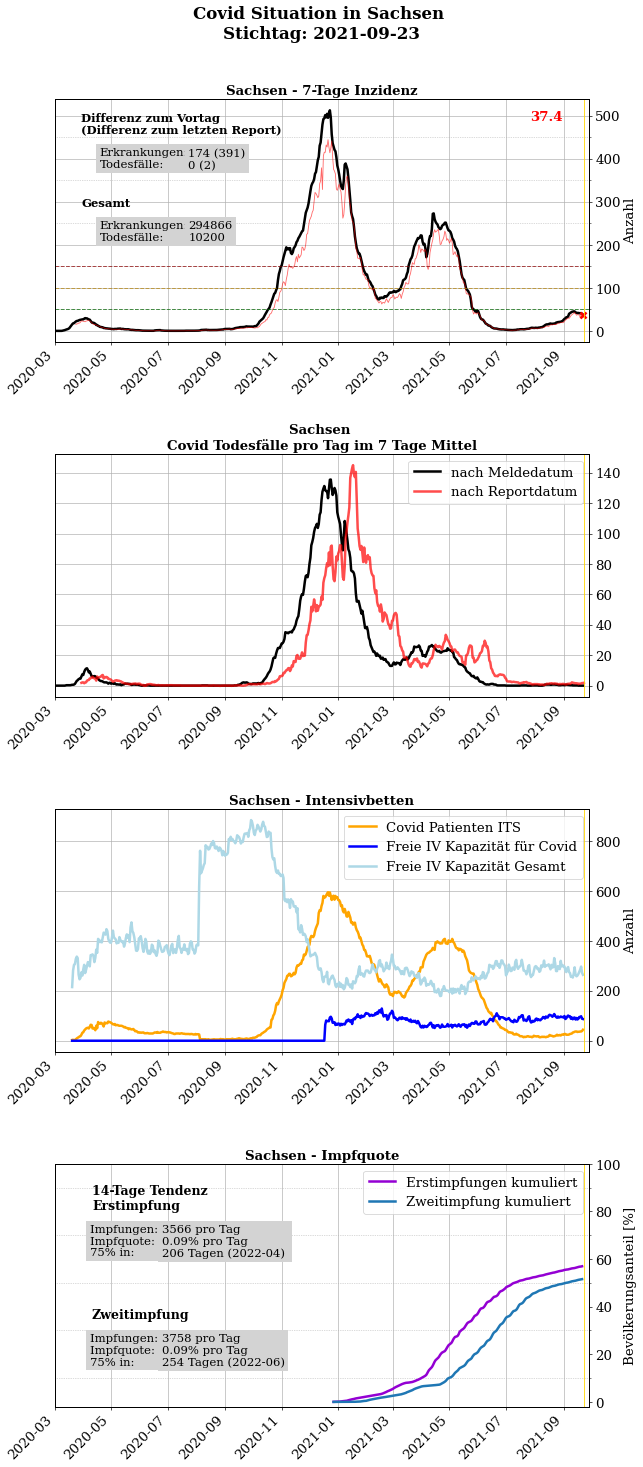 Covid Situation in Sachsen
Stichtag: 2021-09-23
Sachsen - 7-Tage Inzidenz
Differenz zum Vortag
(Differenz zum letzten Report)
Erkrankungen 174 (391)
Todesfälle: 0 (2)
Gesamt
Erkrankungen 294866
Todesfälle: 10200
37.4
500
400
300
200
100
0
Anzahl
2020-03
2020-05
2020-07
2020-09
2020-11
2021-01
2021-03
2021-05
2021-07
2021-09
Sachsen
Covid Todesfälle pro Tag im 7 Tage Mittel
nach Meldedatum
nach Reportdatum
140
120
100
80
60
40
20
0
2020-03
2020-05
2020-07
2020-09
2020-11
2021-01
2021-03
2021-05
2021-07
2021-09
Sachsen - Intensivbetten
Covid Patienten ITS
Freie IV Kapazität für Covid
Freie IV Kapazität Gesamt
800
600
400
200
0
Anzahl
2020-03
2020-05
2020-07
2020-09
2020-11
2021-01
2021-03
2021-05
2021-07
2021-09
Sachsen - Impfquote
14-Tage Tendenz
Erstimpfung
Impfungen: 3566 pro Tag
Impfquote: 0.09% pro Tag
75% in: 206 Tagen (2022-04)
Zweitimpfung
Impfungen: 3758 pro Tag
Impfquote: 0.09% pro Tag
75% in: 254 Tagen (2022-06)
Erstimpfungen kumuliert
Zweitimpfung kumuliert
100
80
60
40
20
0
Bevölkerungsanteil [%]
2020-03
2020-05
2020-07
2020-09
2020-11
2021-01
2021-03
2021-05
2021-07
2021-09